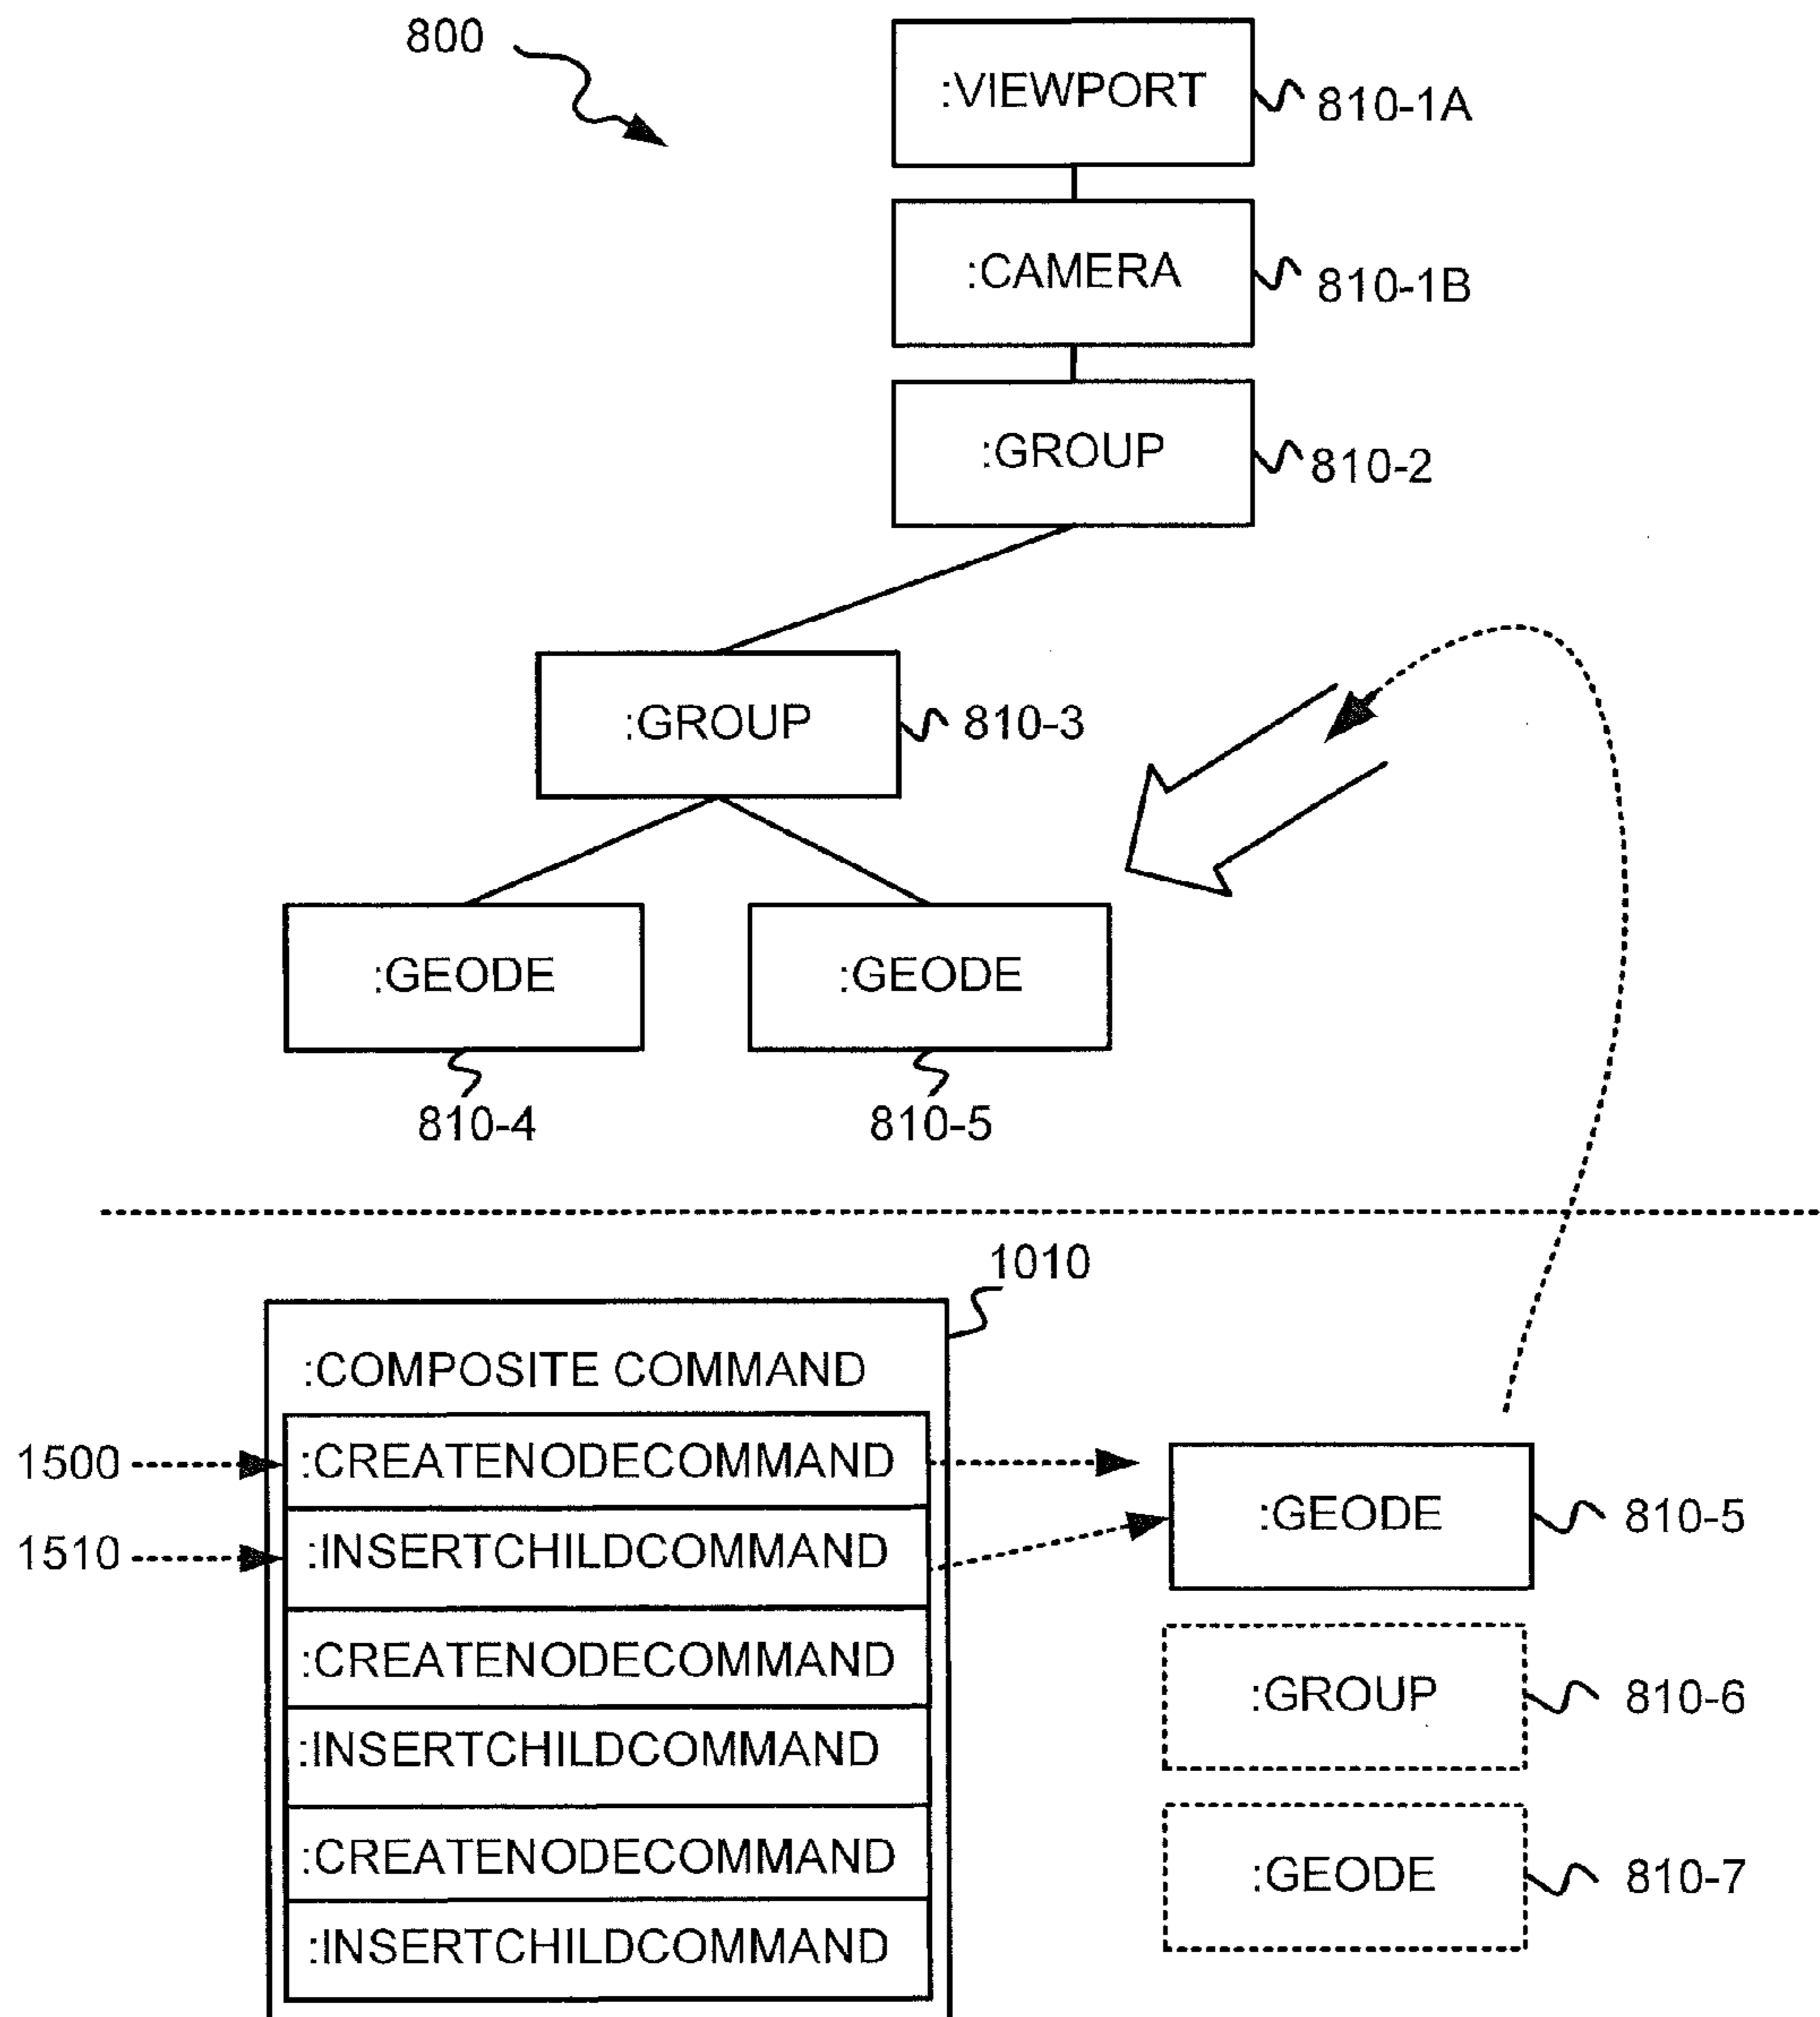 800
:VIEWPORT
810-1A
:CAMERA
810-1B
:GROUP
810-2
:GROUP
810-3
:GEODE
:GEODE
810-4
810-5
1010
:COMPOSITE COMMAND
1500
:CREATENODECOMMAND
1510
:INSERTCHILDCOMMAND
:CREATENODECOMMAND
:INSERTCHILDCOMMAND
:CREATENODECOMMAND
:INSERTCHILDCOMMAND
:GEODE
810-5
:GROUP
810-6
:GEODE
810-7